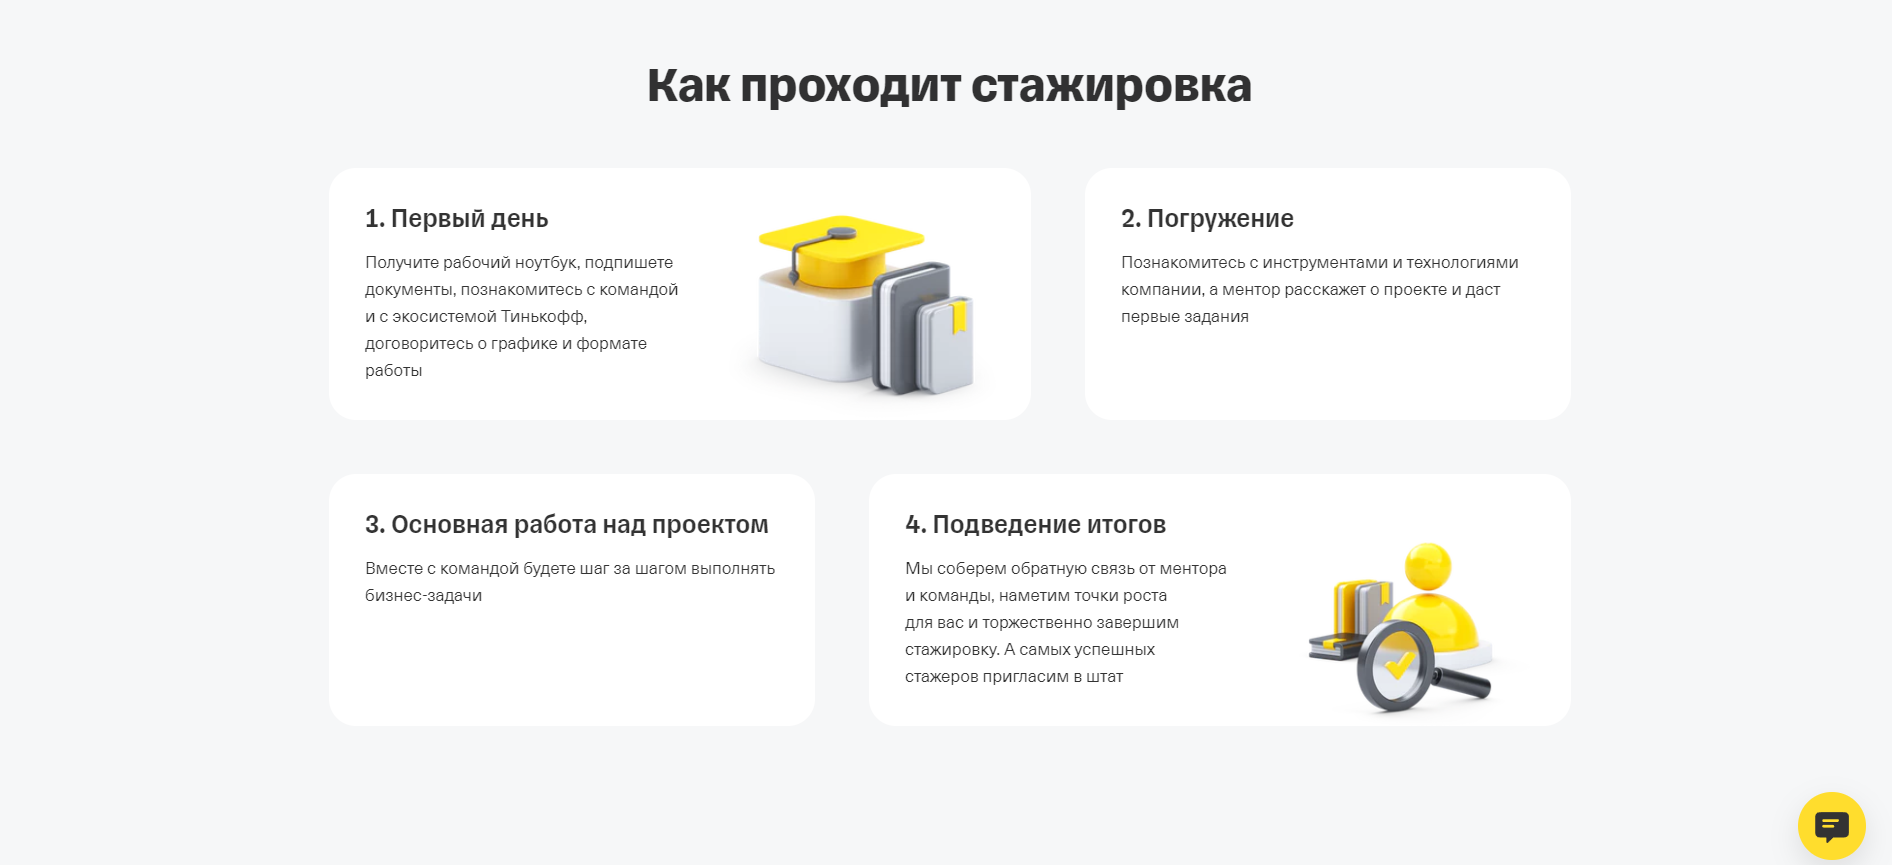 Как проходит стажировка
1. Первый день
Получите рабочий ноутбук, подпишете
документы, познакомитесь с командой
и с экосистемой Тинькофф,
договоритесь о графике и формате
работы
2. Погружение
Познакомитесь с инструментами и технологиями
компании, а ментор расскажет о проекте и даст
первые задания
3. Основная работа над проектом
Вместе с командой будете шаг за шагом выполнять
бизнес-задачи
4. Подведение итогов
Мы соберем обратную связь от ментора
и команды, наметим точки роста
для вас и торжественно завершим
стажировку. А самых успешных
стажеров пригласим в штат